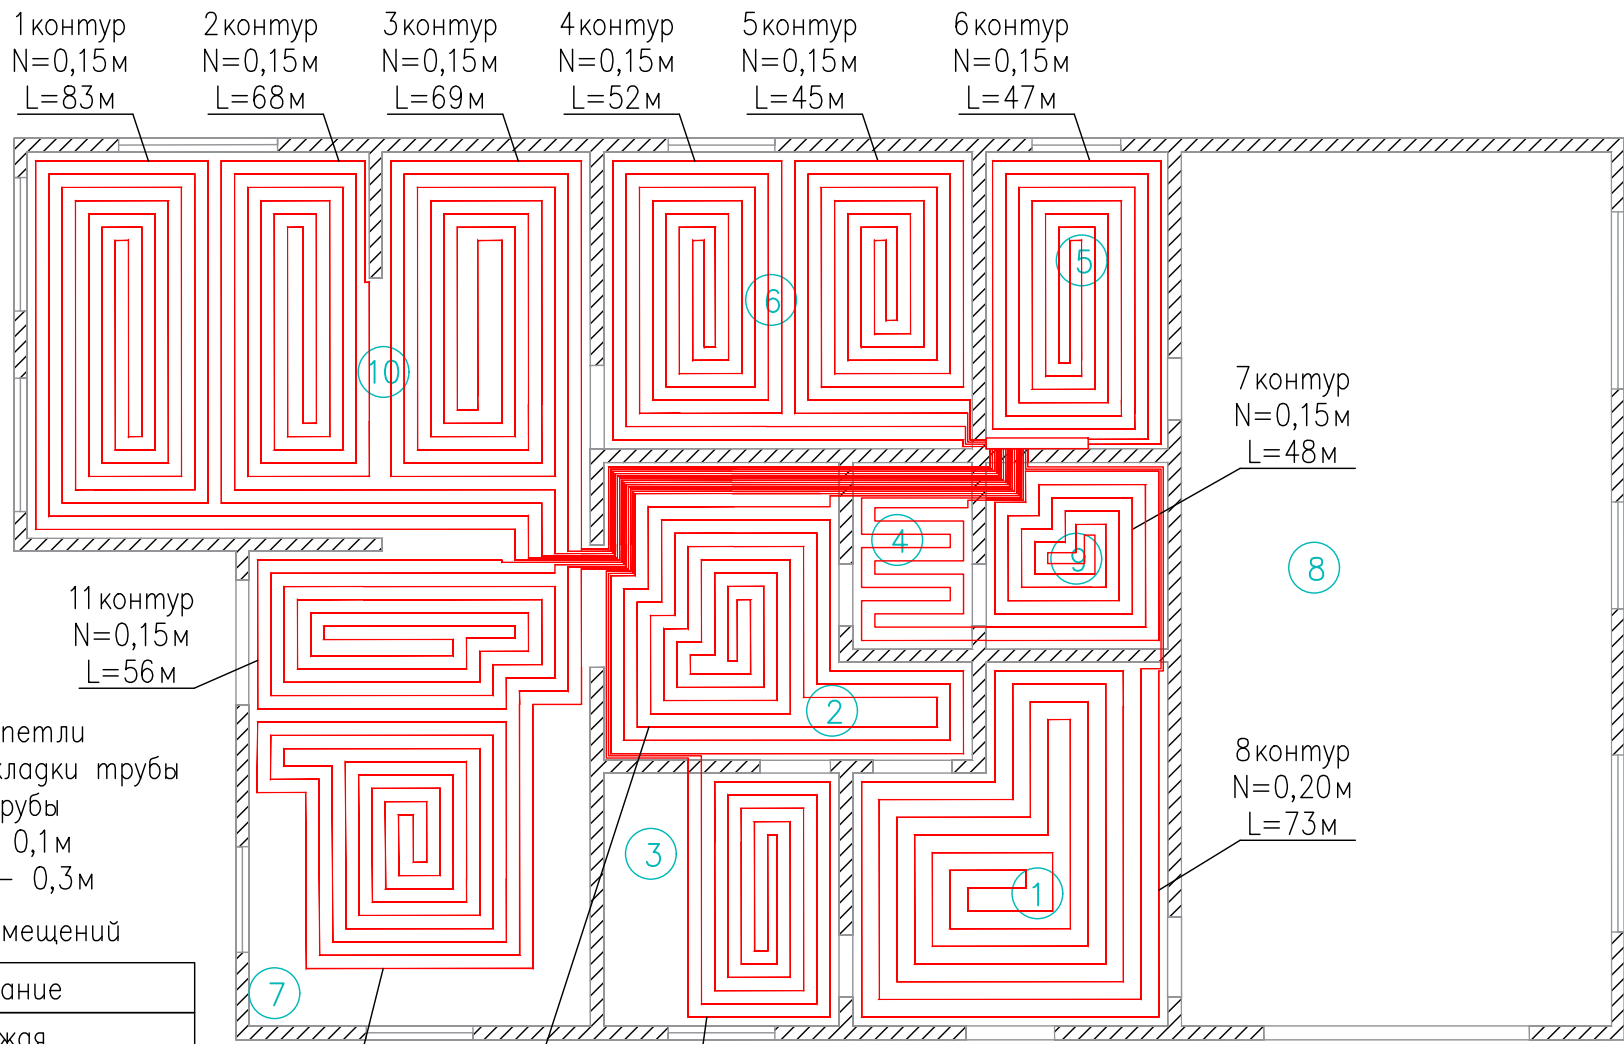 1 контур
N=0,15м
L=83м
2 контур
N=0,15м
L=68м
3 контур
N=0,15м
L=69м
4 контур
N=0,15м
L=52м
5 контур
N=0,15м
L=45м
6 контур
N=0,15м
L=47м
5
6
10
7 контур
N=0,15м
L=48м
4
9
8
11 контур
N=0,15м
L=56м
2
петли
кладки трубы
рубы
0,1м
– 0,3м
8 контур
N=0,20м
L=73м
3
1
мещений
7
ание
жая